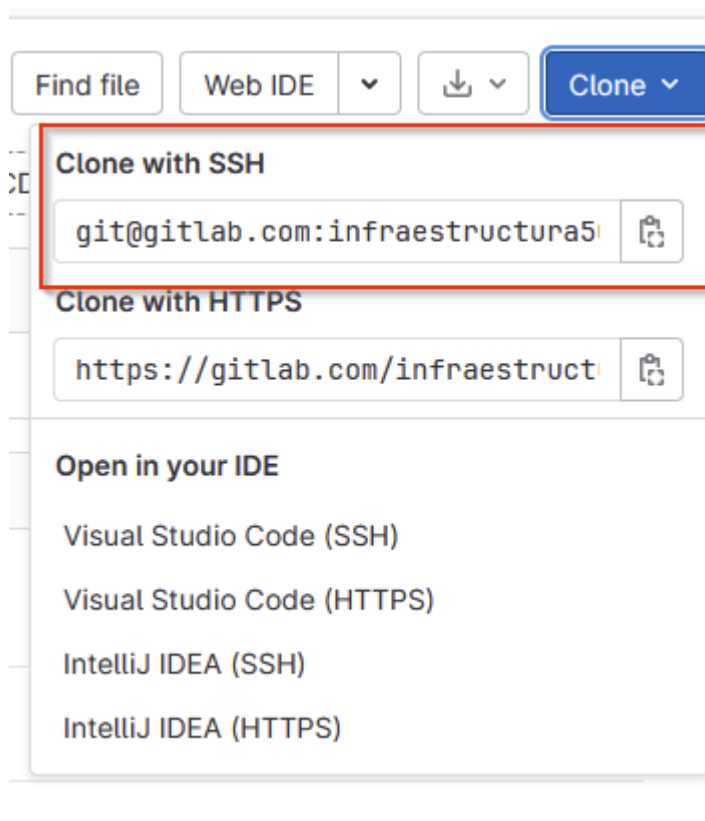 Find file Web IDE Clone
Clone with SSH
git@gitlab.com:infraestructura5
Clone with HTTPS
https://gitlab.com/infraestruct
Open in your IDE
Visual Studio Code (SSH)
Visual Studio Code (HTTPS)
IntelliJ IDEA (SSH)
IntelliJ IDEA (HTTPS)